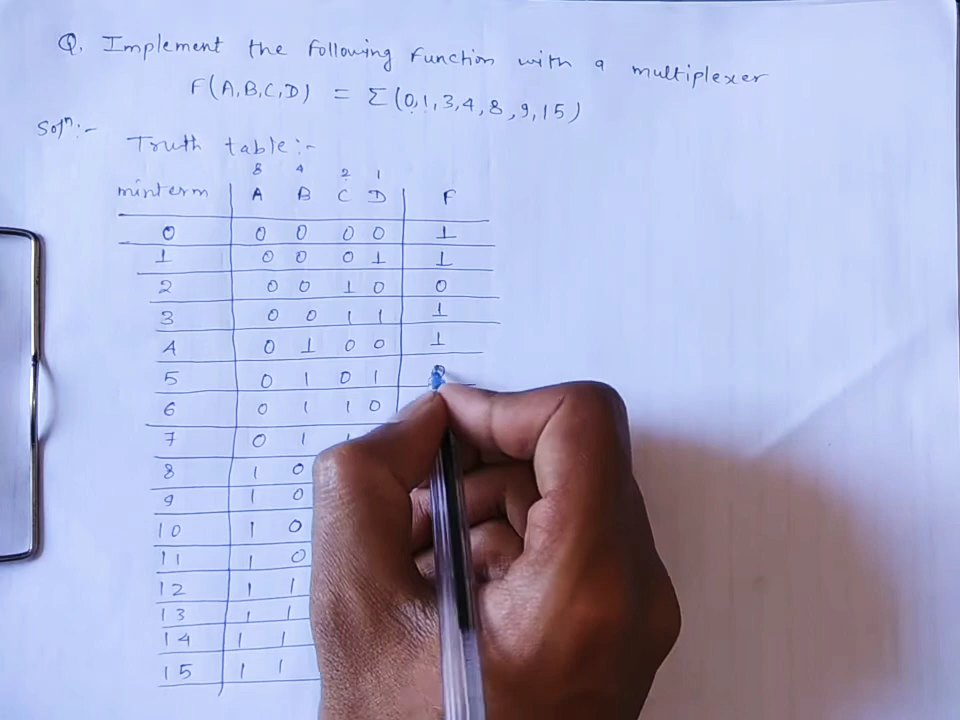 Q. Implement the following function with a multiplexer
F(A,B,C,D) = Σ(0,1,3,4,8,9,15)
Solⁿ:-
Truth table:-
8 4 2 1
minterm A B C D F
0 0 0 0 0 1
1 0 0 0 1 1
2 0 0 1 0 0
3 0 0 1 1 1
4 0 1 0 0 1
5 0 1 0 1
6 0 1 1 0
7 0 1 1
8 1 0
9 1 0
10 1 0
11 1 0
12 1 1
13 1 1
14 1 1
15 1 1